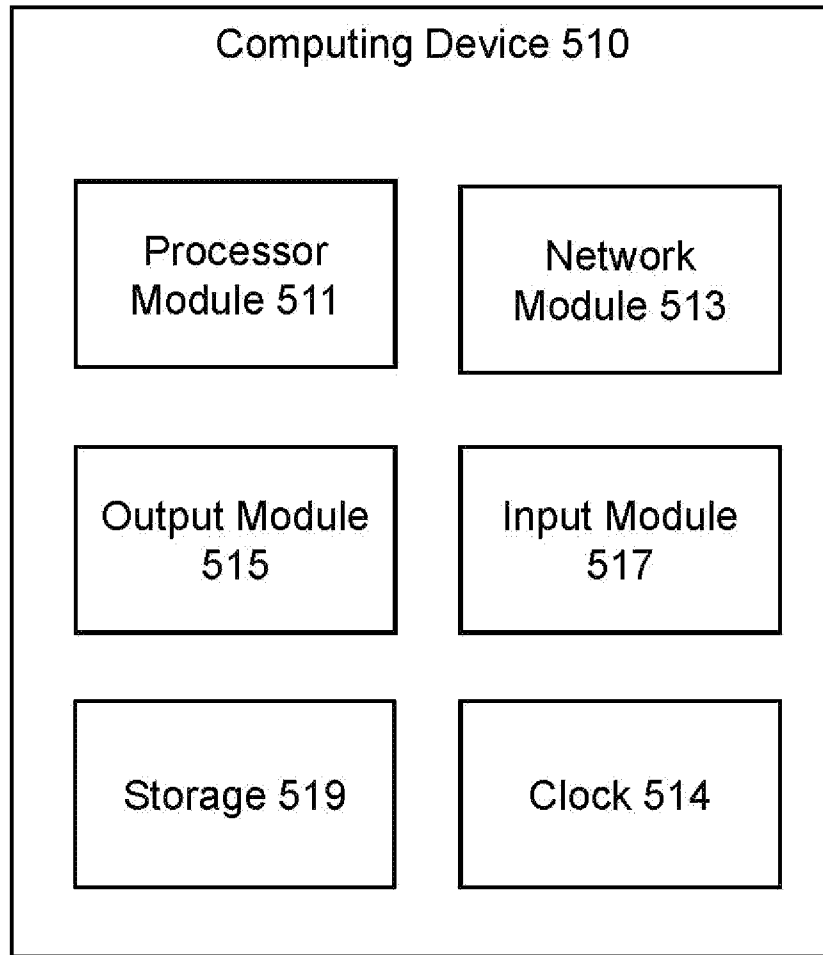 Computing Device 510
Processor
Module 511
Network
Module 513
Output Module
515
Input Module
517
Storage 519
Clock 514